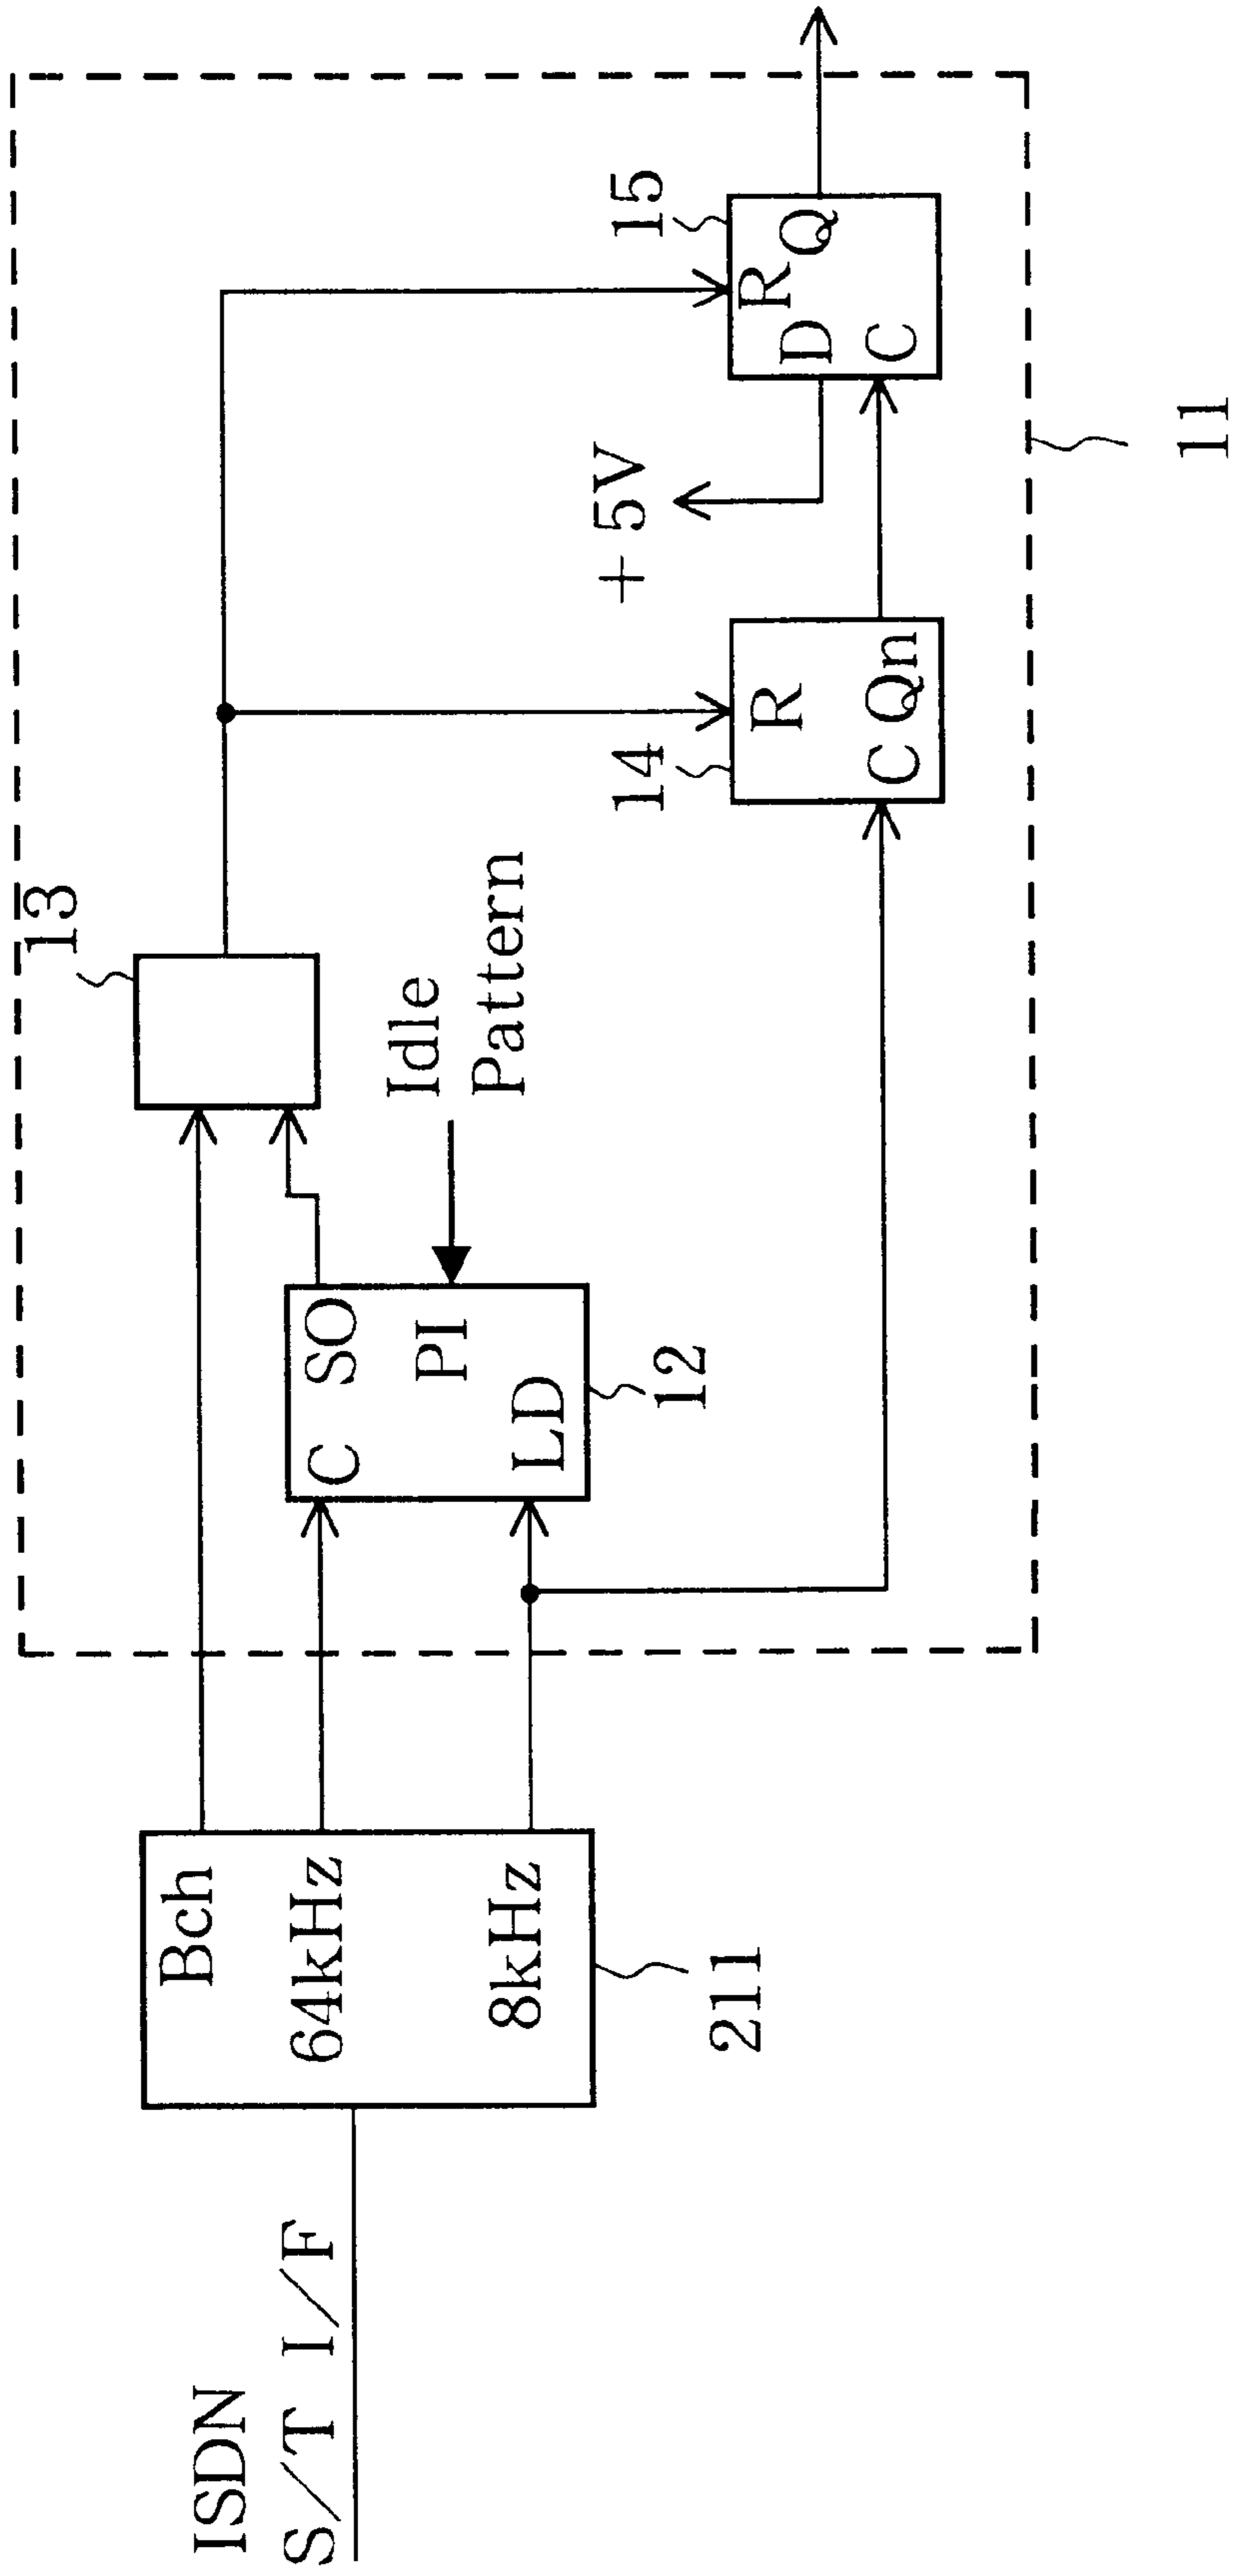 ISDN
S/T I/F
Bch
64kHz
8kHz
211
C SO
PI
LD
12
Idle
Pattern
13
14
R
C Qn
+5V
15
R
D Q
C
11